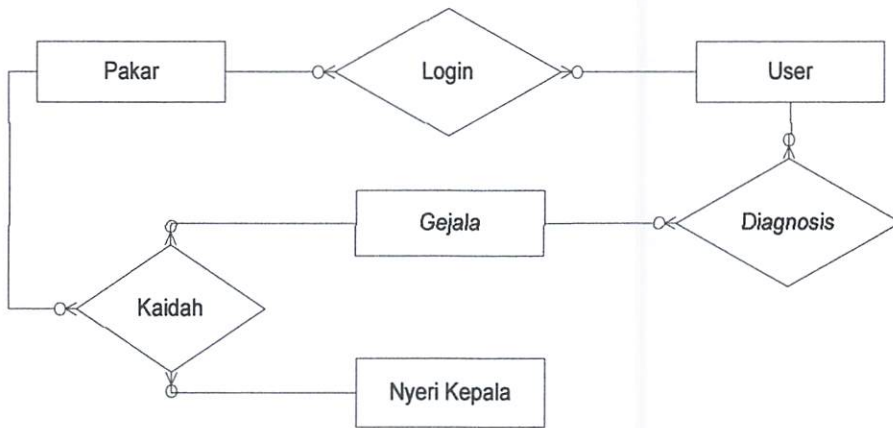 Pakar
Login
User
Gejala
Diagnosis
Kaidah
Nyeri Kepala